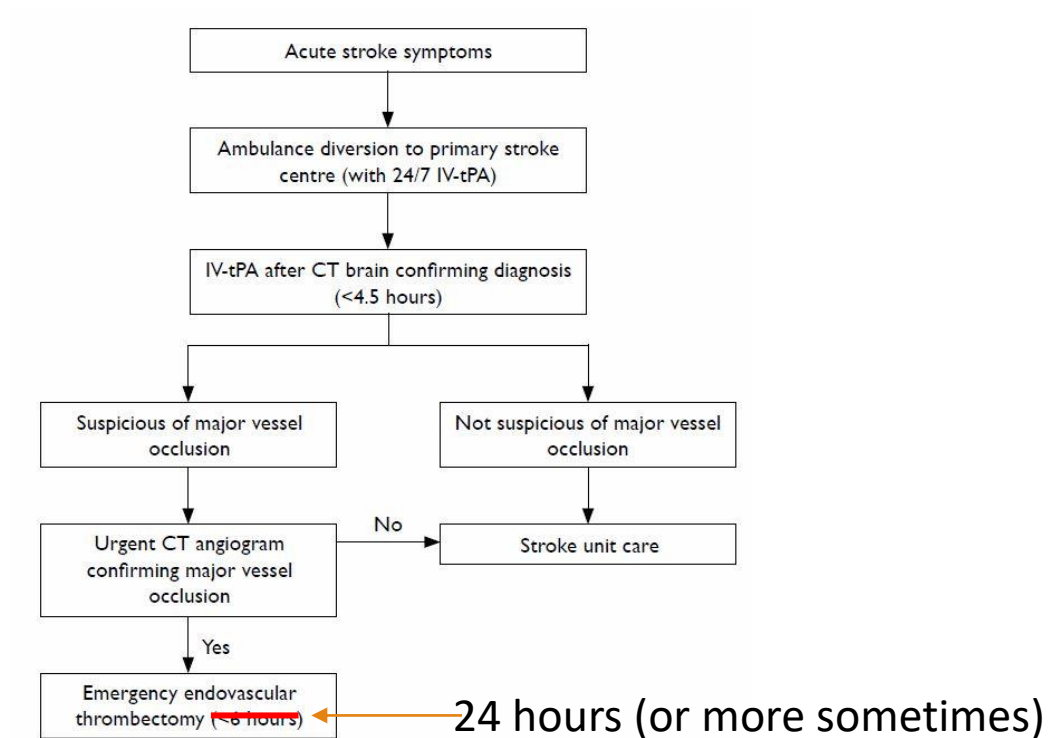 Acute stroke symptoms
Ambulance diversion to primary stroke
centre (with 24/7 IV-tPA)
IV-tPA after CT brain confirming diagnosis
(<4.5 hours)
Suspicious of major vessel
occlusion
Not suspicious of major vessel
occlusion
Urgent CT angiogram
confirming major vessel
occlusion
No
Stroke unit care
Yes
Emergency endovascular
thrombectomy (<6 hours)
24 hours (or more sometimes)